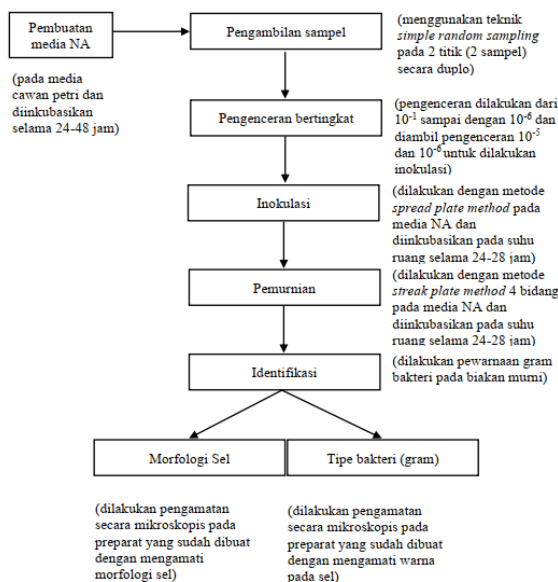 Pembuatan
media NA
Pengambilan sampel
(menggunakan teknik
simple random sampling
pada 2 titik (2 sampel)
secara duplo)
(pada media
cawan petri dan
diinkubasikan
selama 24-48 jam)
Pengenceran bertingkat
(pengenceran dilakukan dari
10⁻¹ sampai dengan 10⁻⁶ dan
diambil pengenceran 10⁻⁵
dan 10⁻⁶ untuk dilakukan
inokulasi)
Inokulasi
(dilakukan dengan metode
spread plate method pada
media NA dan
diinkubasikan pada suhu
ruang selama 24-28 jam)
Pemurnian
(dilakukan dengan metode
streak plate method 4 bidang
pada media NA dan
diinkubasikan pada suhu
ruang selama 24-28 jam)
Identifikasi
(dilakukan pewarnaan gram
bakteri pada biakan murni)
Morfologi Sel
Tipe bakteri (gram)
(dilakukan pengamatan
secara mikroskopis pada
preparat yang sudah dibuat
dengan mengamati
morfologi sel)
(dilakukan pengamatan
secara mikroskopis pada
preparat yang sudah dibuat
dengan mengamati warna
pada sel)